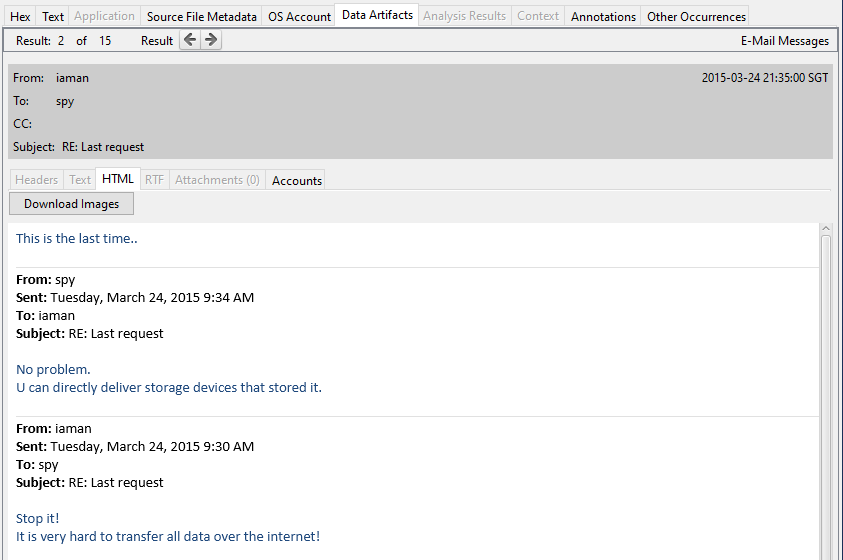 Hex Text Application Source File Metadata OS Account Data Artifacts Analysis Results Context Annotations Other Occurrences
Result: 2 of 15 Result E-Mail Messages
From: iaman 2015-03-24 21:35:00 SGT
To: spy
CC:
Subject: RE: Last request
Headers Text HTML RTF Attachments (0) Accounts
Download Images
This is the last time..
From: spy
Sent: Tuesday, March 24, 2015 9:34 AM
To: iaman
Subject: RE: Last request
No problem.
U can directly deliver storage devices that stored it.
From: iaman
Sent: Tuesday, March 24, 2015 9:30 AM
To: spy
Subject: RE: Last request
Stop it!
It is very hard to transfer all data over the internet!